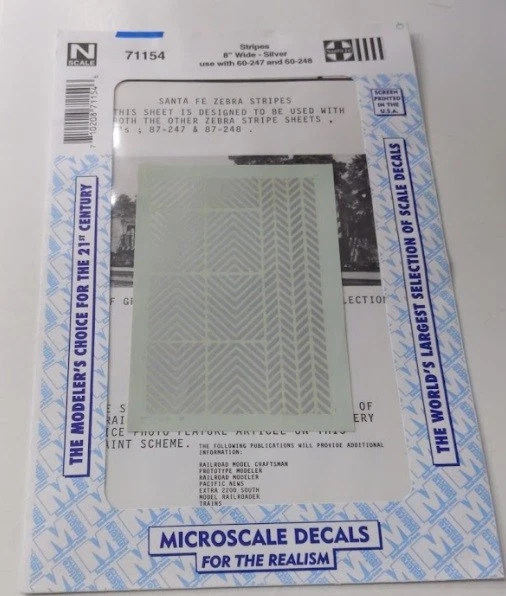 N
SCALE
71154
Stripes
8" Wide - Silver
use with 60-247 and 60-248
SCREEN
PRINTED
IN THE
U.S.A.
SANTA FE ZEBRA STRIPES
THIS SHEET IS DESIGNED TO BE USED WITH
BOTH THE OTHER ZEBRA STRIPE SHEETS .
87-247 & 87-248 .
THE MODELER'S CHOICE FOR THE 21ST CENTURY
THE WORLD'S LARGEST SELECTION OF SCALE DECALS
OF
ON THIS
PAINT SCHEME.
THE FOLLOWING PUBLICATIONS WILL PROVIDE ADDITIONAL
INFORMATION:
RAILROAD MODEL CRAFTSMAN
PROTOTYPE MODELER
RAILROAD MODELER
PACIFIC NEWS
EXTRA 2200 SOUTH
MODEL RAILROADER
TRAINS
MICROSCALE DECALS
FOR THE REALISM